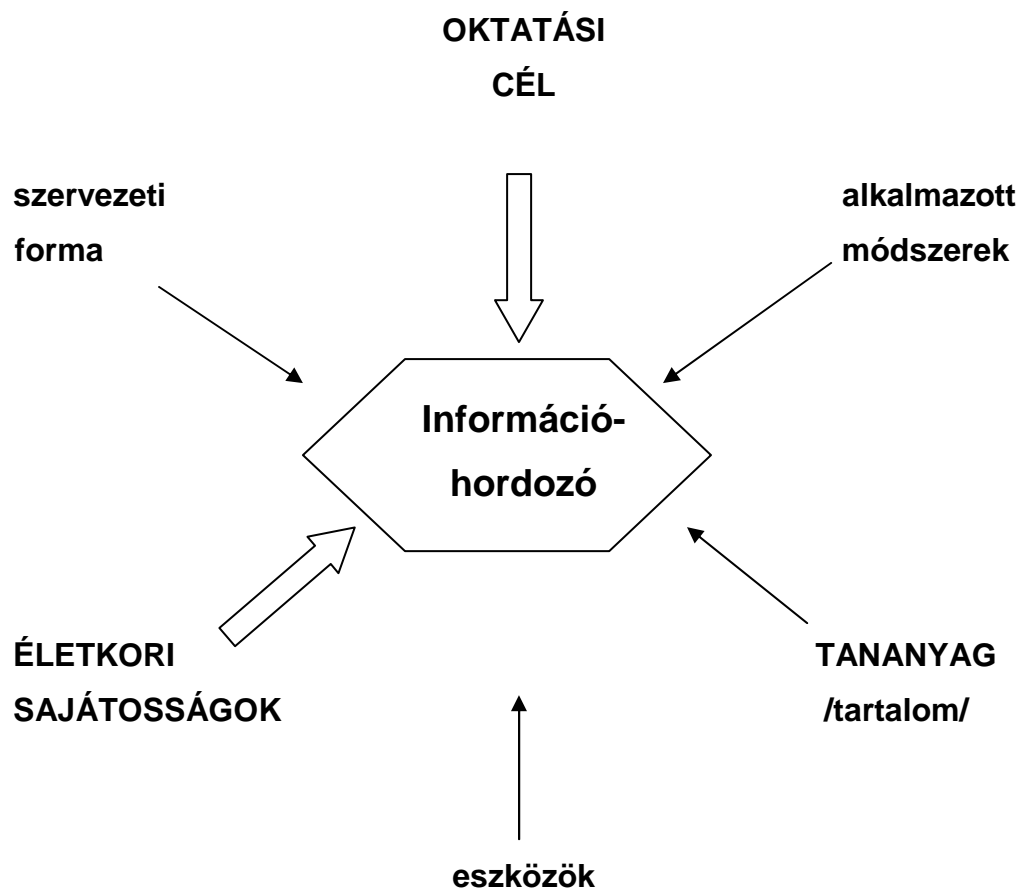 OKTATÁSI
CÉL
szervezeti
forma
alkalmazott
módszerek
Információ-
hordozó
ÉLETKORI
SAJÁTOSSÁGOK
TANANYAG
/tartalom/
eszközök